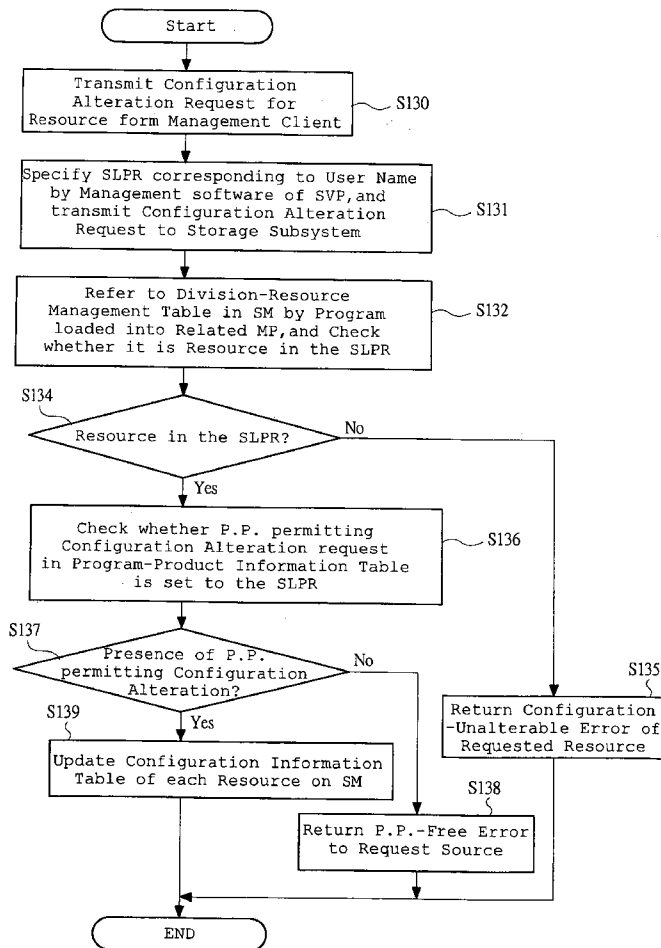 Start
Transmit Configuration
Alteration Request for
Resource form Management Client
S130
Specify SLPR corresponding to User Name
by Management software of SVP,and
transmit Configuration Alteration
Request to Storage Subsystem
S131
Refer to Division-Resource
Management Table in SM by Program
loaded into Related MP,and Check
whether it is Resource in the SLPR
S132
S134
Resource in the SLPR?
No
Yes
Check whether P.P. permitting
Configuration Alteration request
in Program-Product Information Table
is set to the SLPR
S136
S137
Presence of P.P.
permitting Configuration
Alteration?
No
Yes
S135
Return Configuration
-Unalterable Error of
Requested Resource
S139
Update Configuration Information
Table of each Resource on SM
S138
Return P.P.-Free Error
to Request Source
END